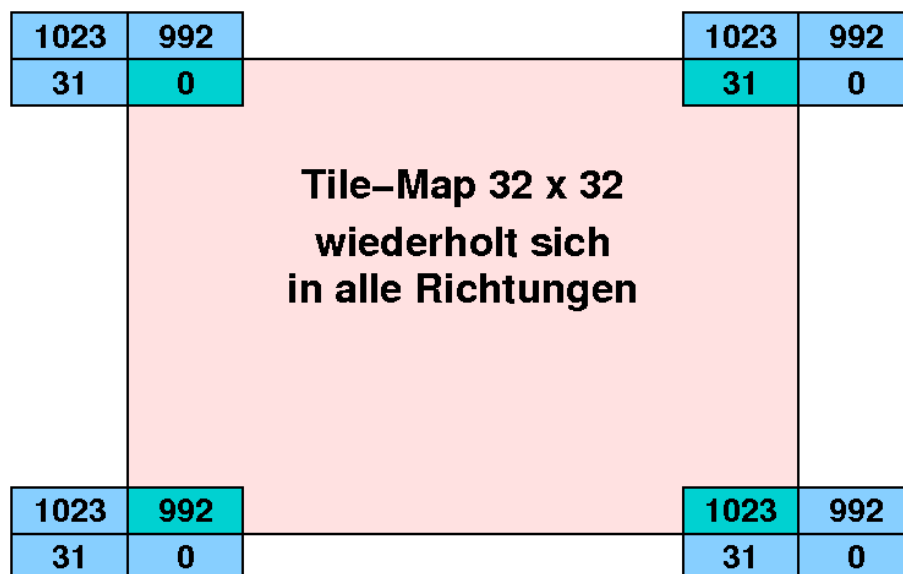 1023 992 1023 992
31 0 31 0
Tile–Map 32 x 32
wiederholt sich
in alle Richtungen
1023 992 1023 992
31 0 31 0